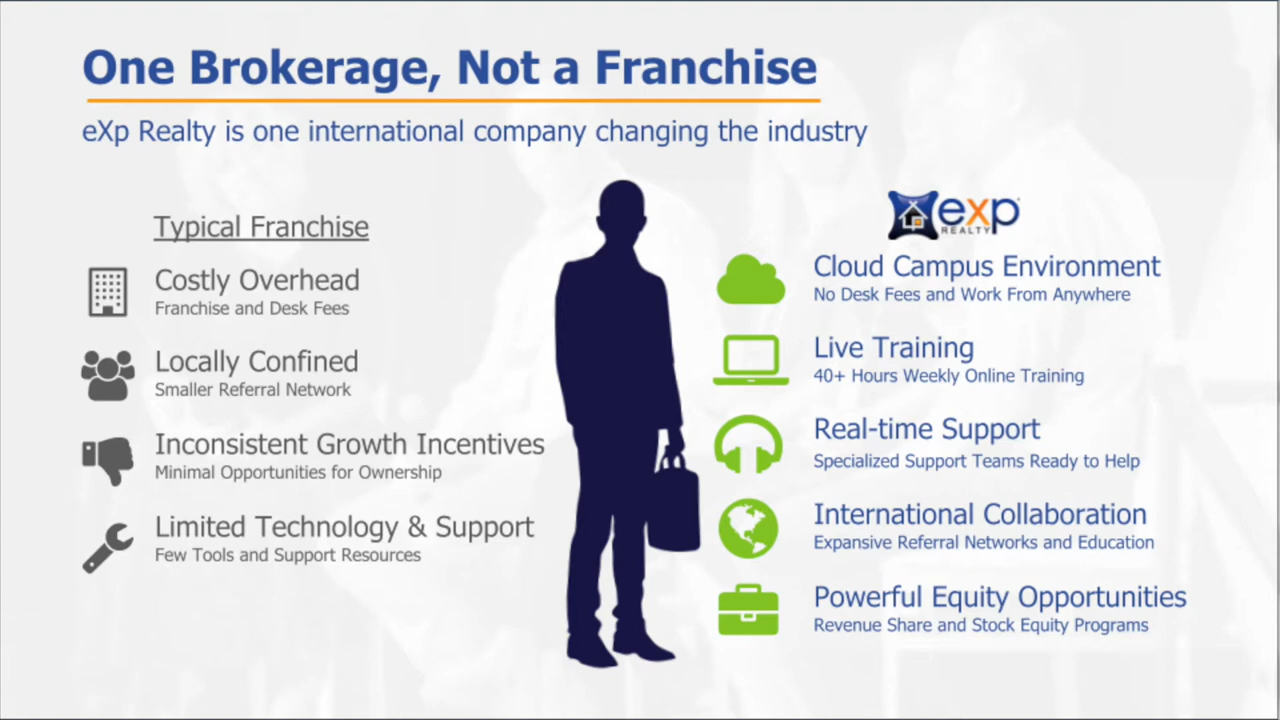 One Brokerage, Not a Franchise
eXp Realty is one international company changing the industry
Typical Franchise
Costly Overhead
Franchise and Desk Fees
Locally Confined
Smaller Referral Network
Inconsistent Growth Incentives
Minimal Opportunities for Ownership
Limited Technology & Support
Few Tools and Support Resources
exp
REALTY
Cloud Campus Environment
No Desk Fees and Work From Anywhere
Live Training
40+ Hours Weekly Online Training
Real-time Support
Specialized Support Teams Ready to Help
International Collaboration
Expansive Referral Networks and Education
Powerful Equity Opportunities
Revenue Share and Stock Equity Programs